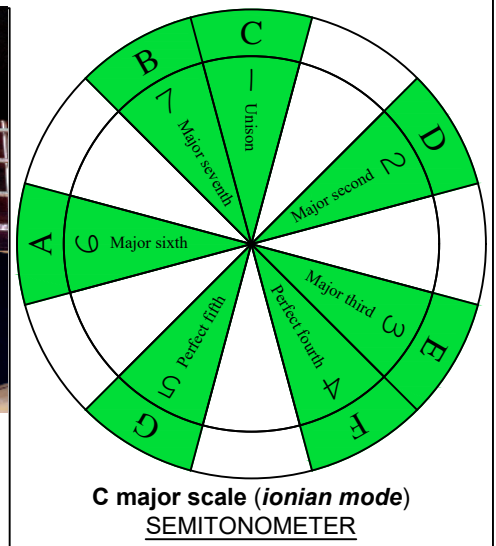 C
1 Unison
D
2 Major second
E
3 Major third
F
4 Perfect fourth
G
5 Perfect fifth
A
6 Major sixth
B
7 Major seventh
C major scale (ionian mode)
SEMITONOMETER